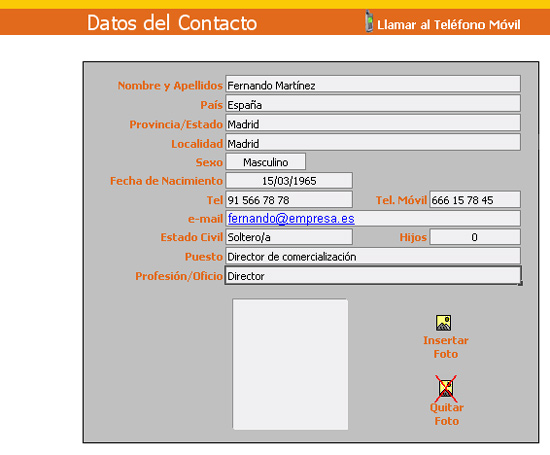 Datos del Contacto Llamar al Teléfono Móvil
Nombre y Apellidos Fernando Martínez
País España
Provincia/Estado Madrid
Localidad Madrid
Sexo Masculino
Fecha de Nacimiento 15/03/1965
Tel 91 566 78 78 Tel. Móvil 666 15 78 45
e-mail fernando@empresa.es
Estado Civil Soltero/a Hijos 0
Puesto Director de comercialización
Profesión/Oficio Director
Insertar
Foto
Quitar
Foto